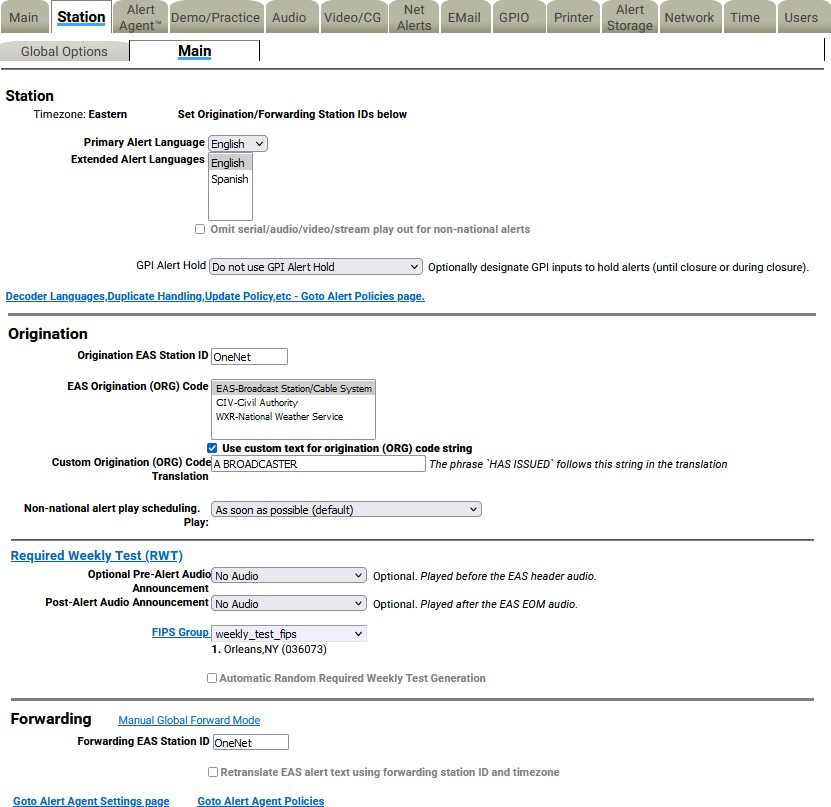 Main Station Alert Agent™ Demo/Practice Audio Video/CG Net Alerts EMail GPIO Printer Alert Storage Network Time Users
Global Options Main
Station
Timezone: Eastern Set Origination/Forwarding Station IDs below
Primary Alert Language English
Extended Alert Languages English
Spanish
Omit serial/audio/video/stream play out for non-national alerts
GPI Alert Hold Do not use GPI Alert Hold Optionally designate GPI inputs to hold alerts (until closure or during closure).
Decoder Languages,Duplicate Handling,Update Policy,etc - Goto Alert Policies page.
Origination
Origination EAS Station ID OneNet
EAS Origination (ORG) Code EAS-Broadcast Station/Cable System
CIV-Civil Authority
WXR-National Weather Service
Use custom text for origination (ORG) code string
Custom Origination (ORG) Code A BROADCASTER The phrase `HAS ISSUED` follows this string in the translation
Translation
Non-national alert play scheduling. As soon as possible (default)
Play:
Required Weekly Test (RWT)
Optional Pre-Alert Audio No Audio Optional. Played before the EAS header audio.
Announcement
Post-Alert Audio Announcement No Audio Optional. Played after the EAS EOM audio.
FIPS Group weekly_test_fips
1. Orleans,NY (036073)
Automatic Random Required Weekly Test Generation
Forwarding Manual Global Forward Mode
Forwarding EAS Station ID OneNet
Retranslate EAS alert text using forwarding station ID and timezone
Goto Alert Agent Settings page Goto Alert Agent Policies